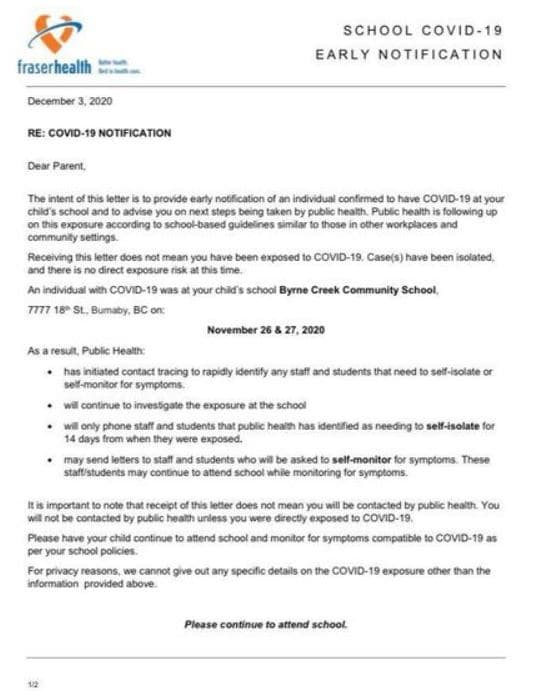 SCHOOL COVID-19
EARLY NOTIFICATION
fraserhealth
Better health.
Best in health care.
December 3, 2020
RE: COVID-19 NOTIFICATION
Dear Parent,
The intent of this letter is to provide early notification of an individual confirmed to have COVID-19 at your
child's school and to advise you on next steps being taken by public health. Public health is following up
on this exposure according to school-based guidelines similar to those in other workplaces and
community settings.
Receiving this letter does not mean you have been exposed to COVID-19. Case(s) have been isolated,
and there is no direct exposure risk at this time.
An individual with COVID-19 was at your child's school Byrne Creek Community School,
7777 18th St., Burnaby, BC on:
November 26 & 27, 2020
As a result, Public Health:
• has initiated contact tracing to rapidly identify any staff and students that need to self-isolate or
self-monitor for symptoms.
• will continue to investigate the exposure at the school
• will only phone staff and students that public health has identified as needing to self-isolate for
14 days from when they were exposed.
• may send letters to staff and students who will be asked to self-monitor for symptoms. These
staff/students may continue to attend school while monitoring for symptoms.
It is important to note that receipt of this letter does not mean you will be contacted by public health. You
will not be contacted by public health unless you were directly exposed to COVID-19.
Please have your child continue to attend school and monitor for symptoms compatible to COVID-19 as
per your school policies.
For privacy reasons, we cannot give out any specific details on the COVID-19 exposure other than the
information provided above.
Please continue to attend school.
1/2